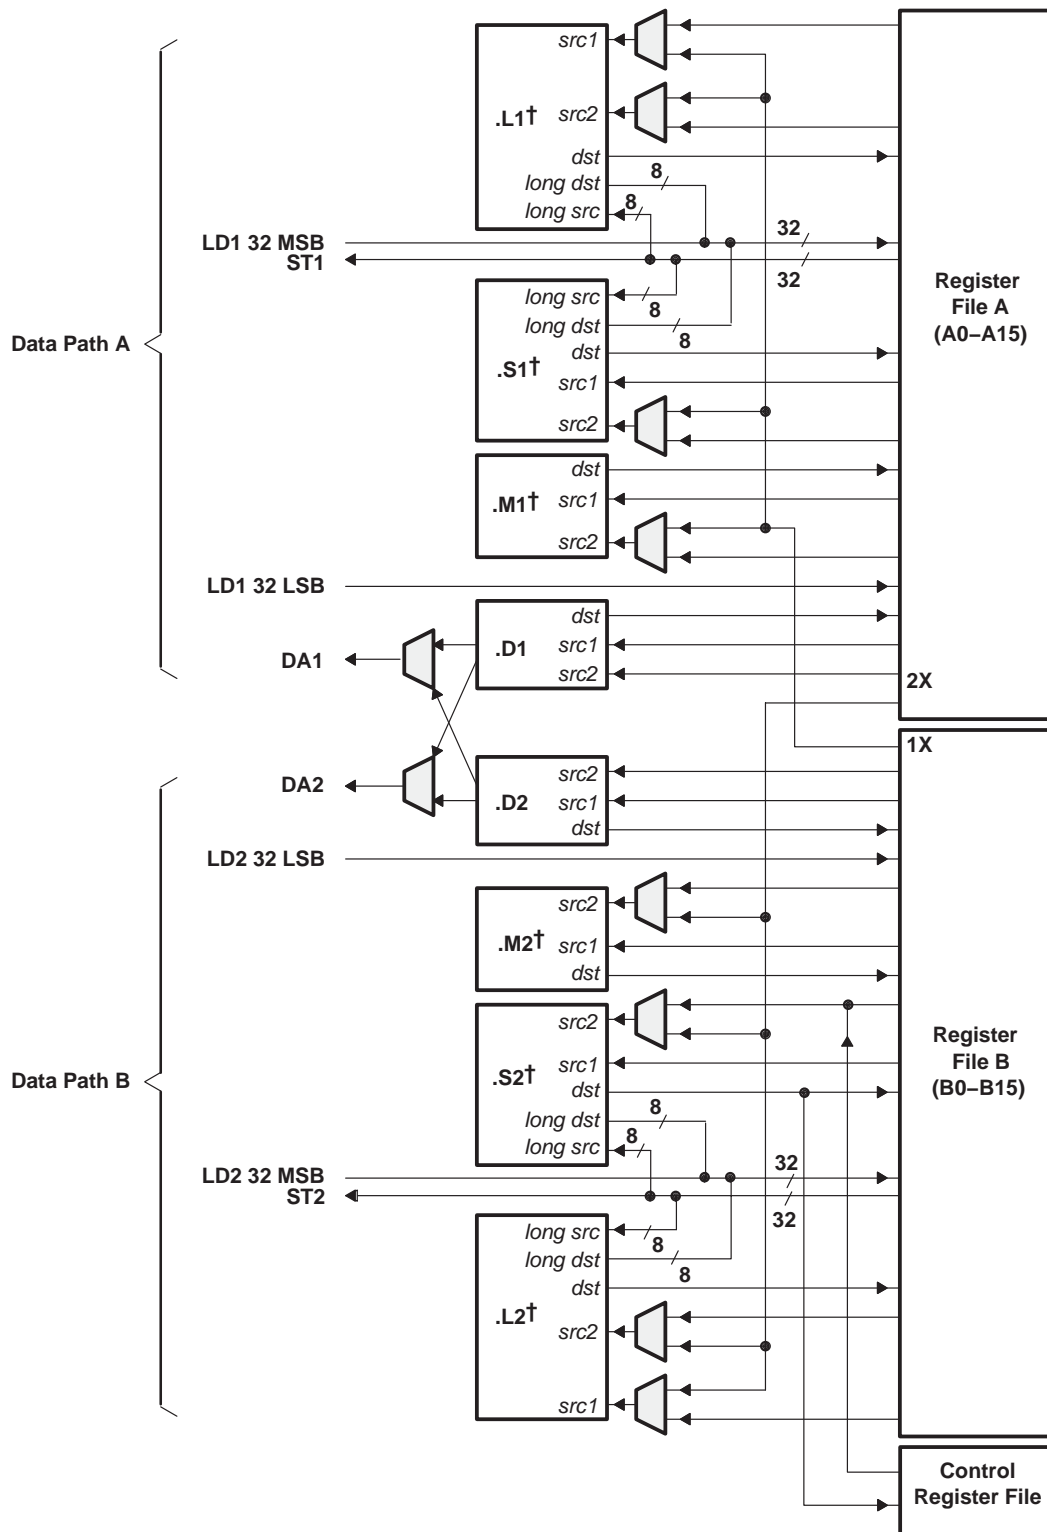 src1
.L1†
src2
dst
long dst
8
long src
8
LD1 32 MSB
32
ST1
32
Register
File A
(A0–A15)
long src
8
long dst
8
Data Path A
dst
.S1†
src1
src2
dst
.M1†
src1
src2
LD1 32 LSB
dst
.D1
src1
DA1
src2
2X
1X
DA2
src2
.D2
src1
dst
LD2 32 LSB
src2
.M2†
src1
dst
src2
Register
File B
(B0–B15)
src1
.S2†
Data Path B
dst
8
long dst
8
long src
LD2 32 MSB
32
ST2
32
long src
8
long dst
8
dst
.L2†
src2
src1
Control
Register File